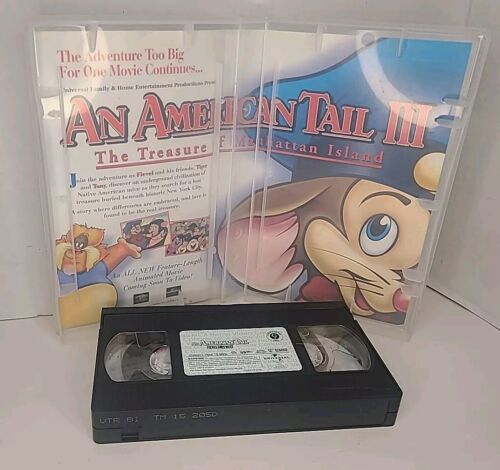 The Adventure Too Big
For One Movie Continues...
Universal Family & Home Entertainment Productions
AN AMERICAN TAIL III
The Treasure of Manhattan Island
Join the adventure as Fievel and his friends, Tiger
and Tony, discover an underground civilization of
Native American mice as they search for a lost
treasure buried beneath historic New York City.
A story where differences are embraced, and love is
found to be the real treasure.
An ALL NEW Feature-Length
Animated Movie
Coming Soon To Video!
AN AMERICAN TAIL
UNIVERSAL
VTR 81 TM 15 205D